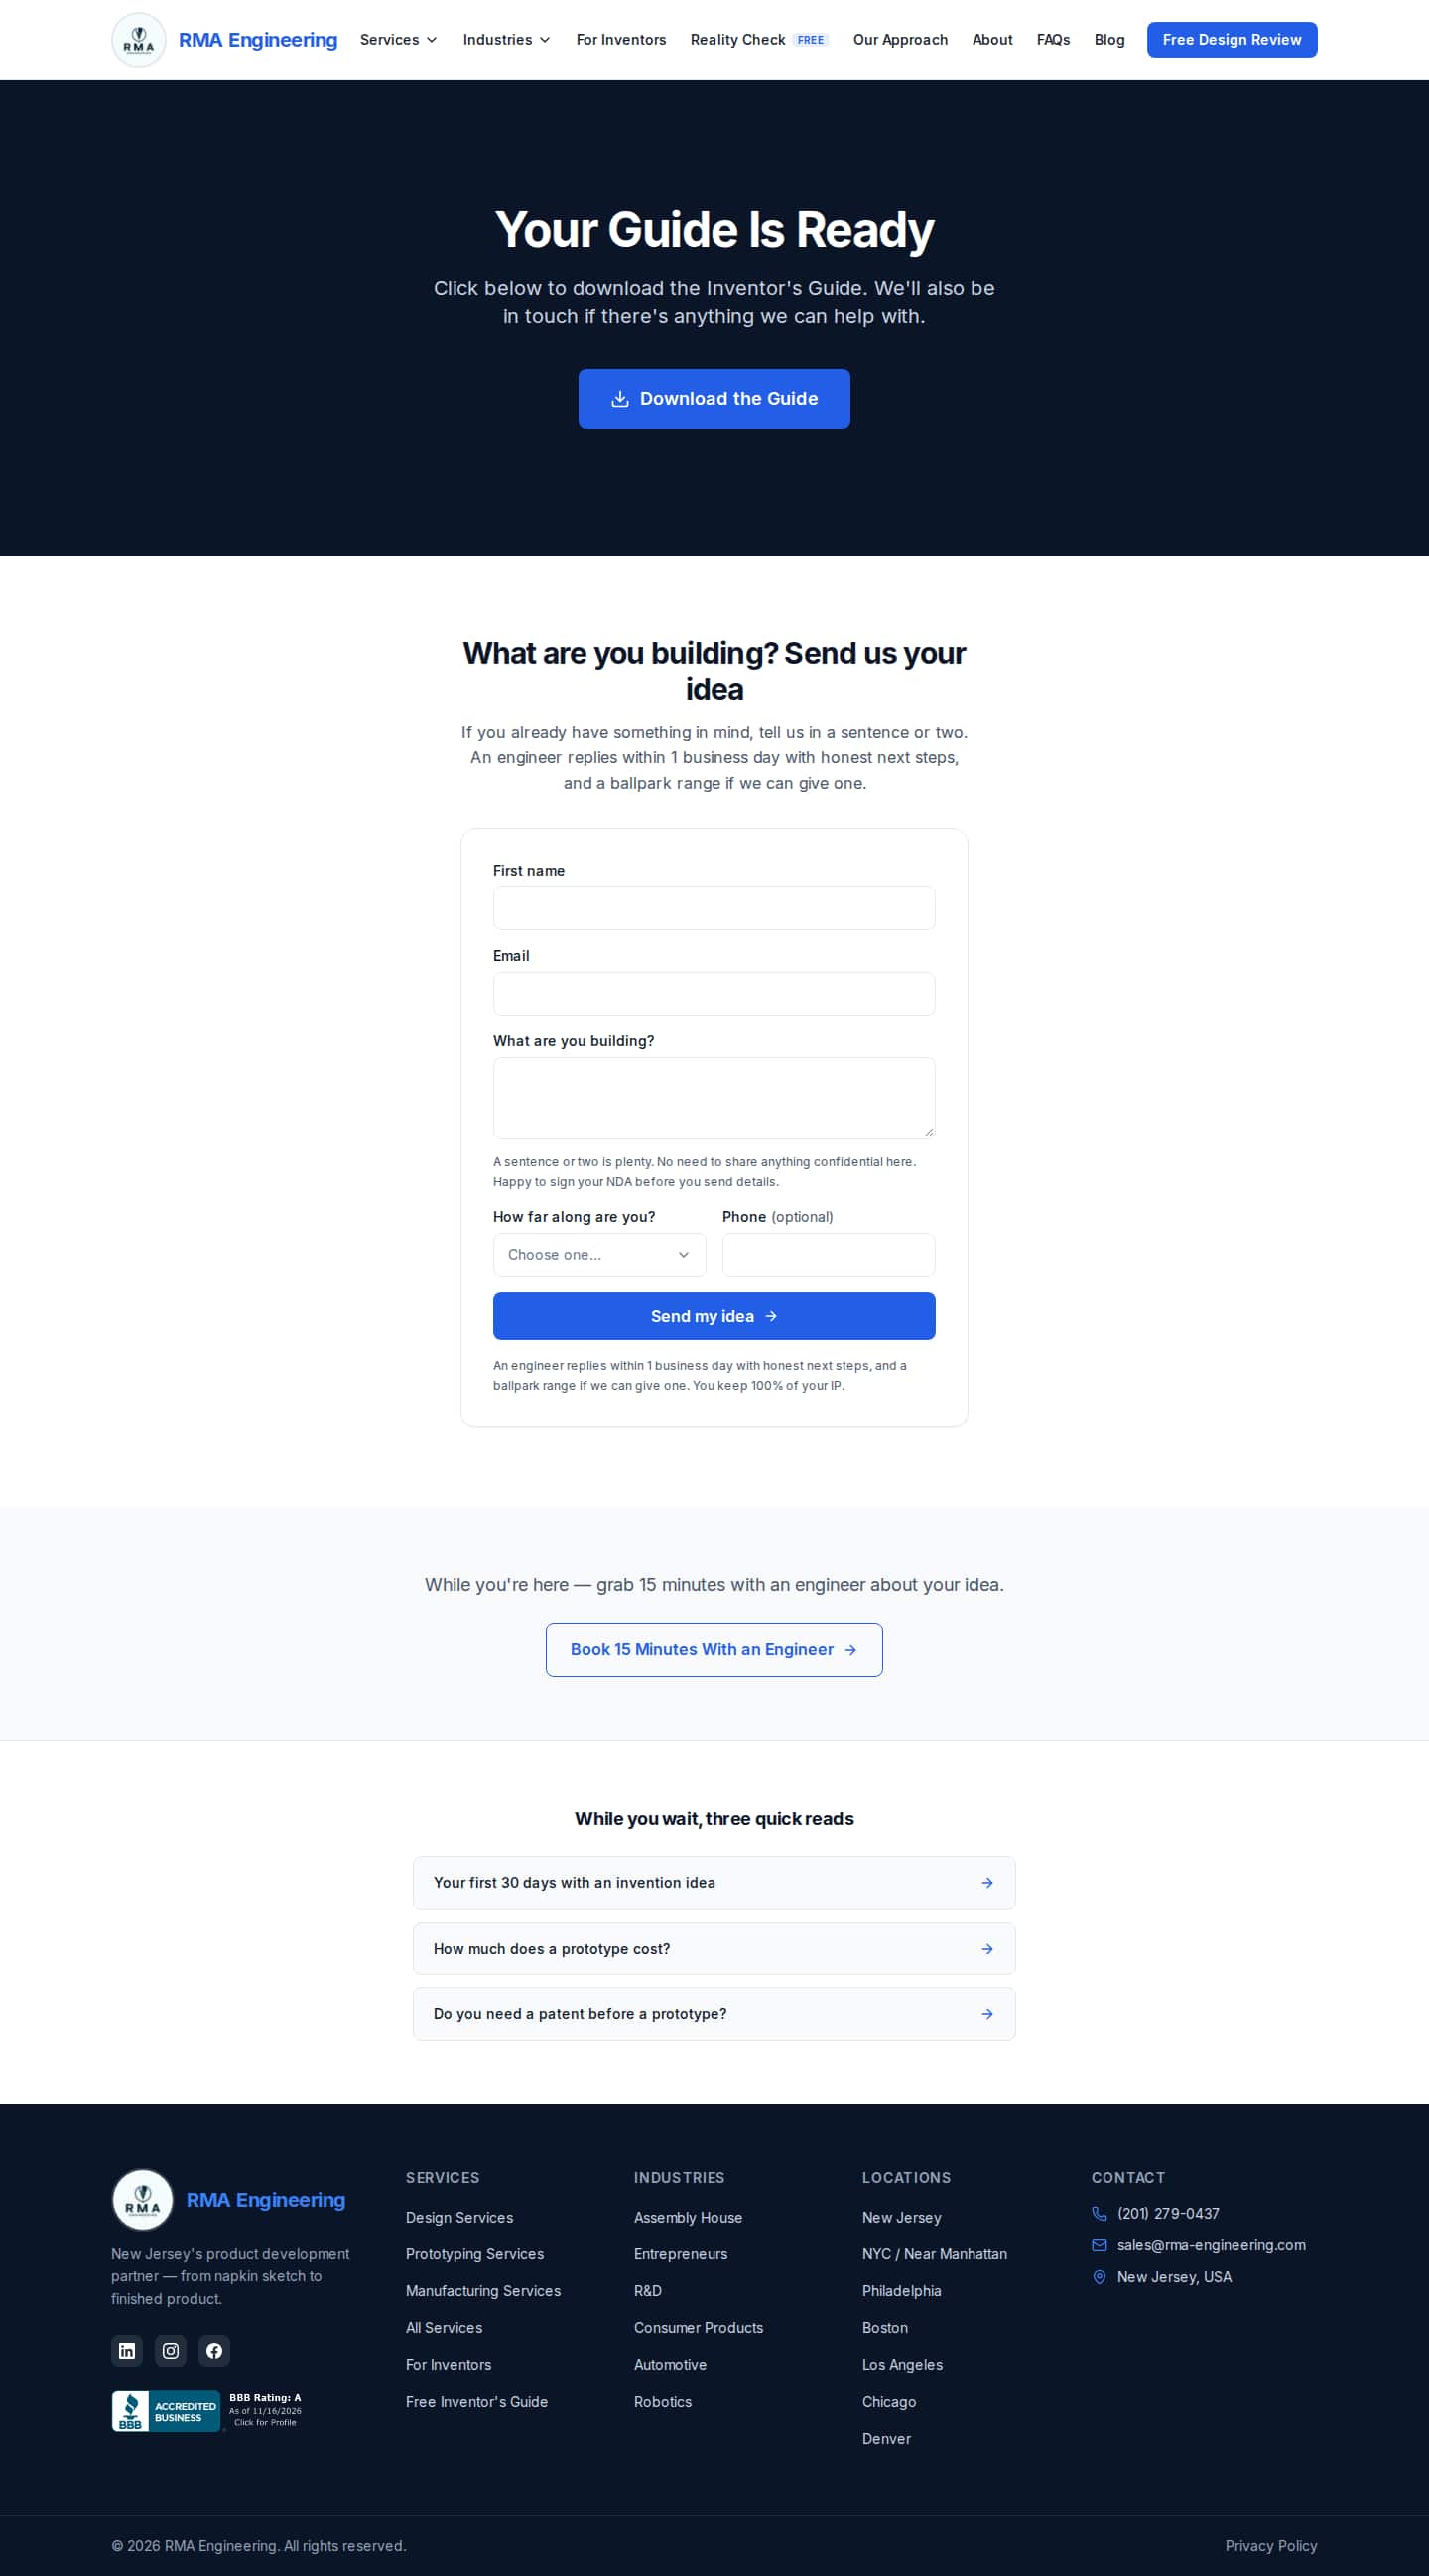 RMA
RMA Engineering
Services
Industries
For Inventors
Reality Check FREE
Our Approach
About
FAQs
Blog
Free Design Review
Your Guide Is Ready
Click below to download the Inventor's Guide. We'll also be
in touch if there's anything we can help with.
Download the Guide
What are you building? Send us your
idea
If you already have something in mind, tell us in a sentence or two.
An engineer replies within 1 business day with honest next steps,
and a ballpark range if we can give one.
First name
Email
What are you building?
A sentence or two is plenty. No need to share anything confidential here.
Happy to sign your NDA before you send details.
How far along are you?
Phone (optional)
Choose one...
Send my idea
An engineer replies within 1 business day with honest next steps, and a
ballpark range if we can give one. You keep 100% of your IP.
While you're here — grab 15 minutes with an engineer about your idea.
Book 15 Minutes With an Engineer
While you wait, three quick reads
Your first 30 days with an invention idea
How much does a prototype cost?
Do you need a patent before a prototype?
RMA
RMA Engineering
New Jersey's product development
partner — from napkin sketch to
finished product.
BBB
ACCREDITED
BUSINESS
BBB Rating: A
As of 11/16/2026
Click for Profile
SERVICES
Design Services
Prototyping Services
Manufacturing Services
All Services
For Inventors
Free Inventor's Guide
INDUSTRIES
Assembly House
Entrepreneurs
R&D
Consumer Products
Automotive
Robotics
LOCATIONS
New Jersey
NYC / Near Manhattan
Philadelphia
Boston
Los Angeles
Chicago
Denver
CONTACT
(201) 279-0437
sales@rma-engineering.com
New Jersey, USA
© 2026 RMA Engineering. All rights reserved.
Privacy Policy